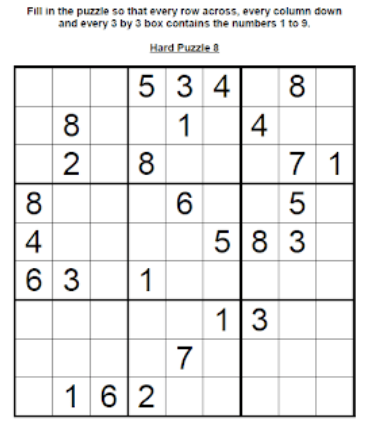 Fill in the puzzle so that every row across, every column down
and every 3 by 3 box contains the numbers 1 to 9.
Hard Puzzle 8
5 3 4 8
8 1 4
2 8 7 1
8 6 5
4 5 8 3
6 3 1
1 3
7
1 6 2